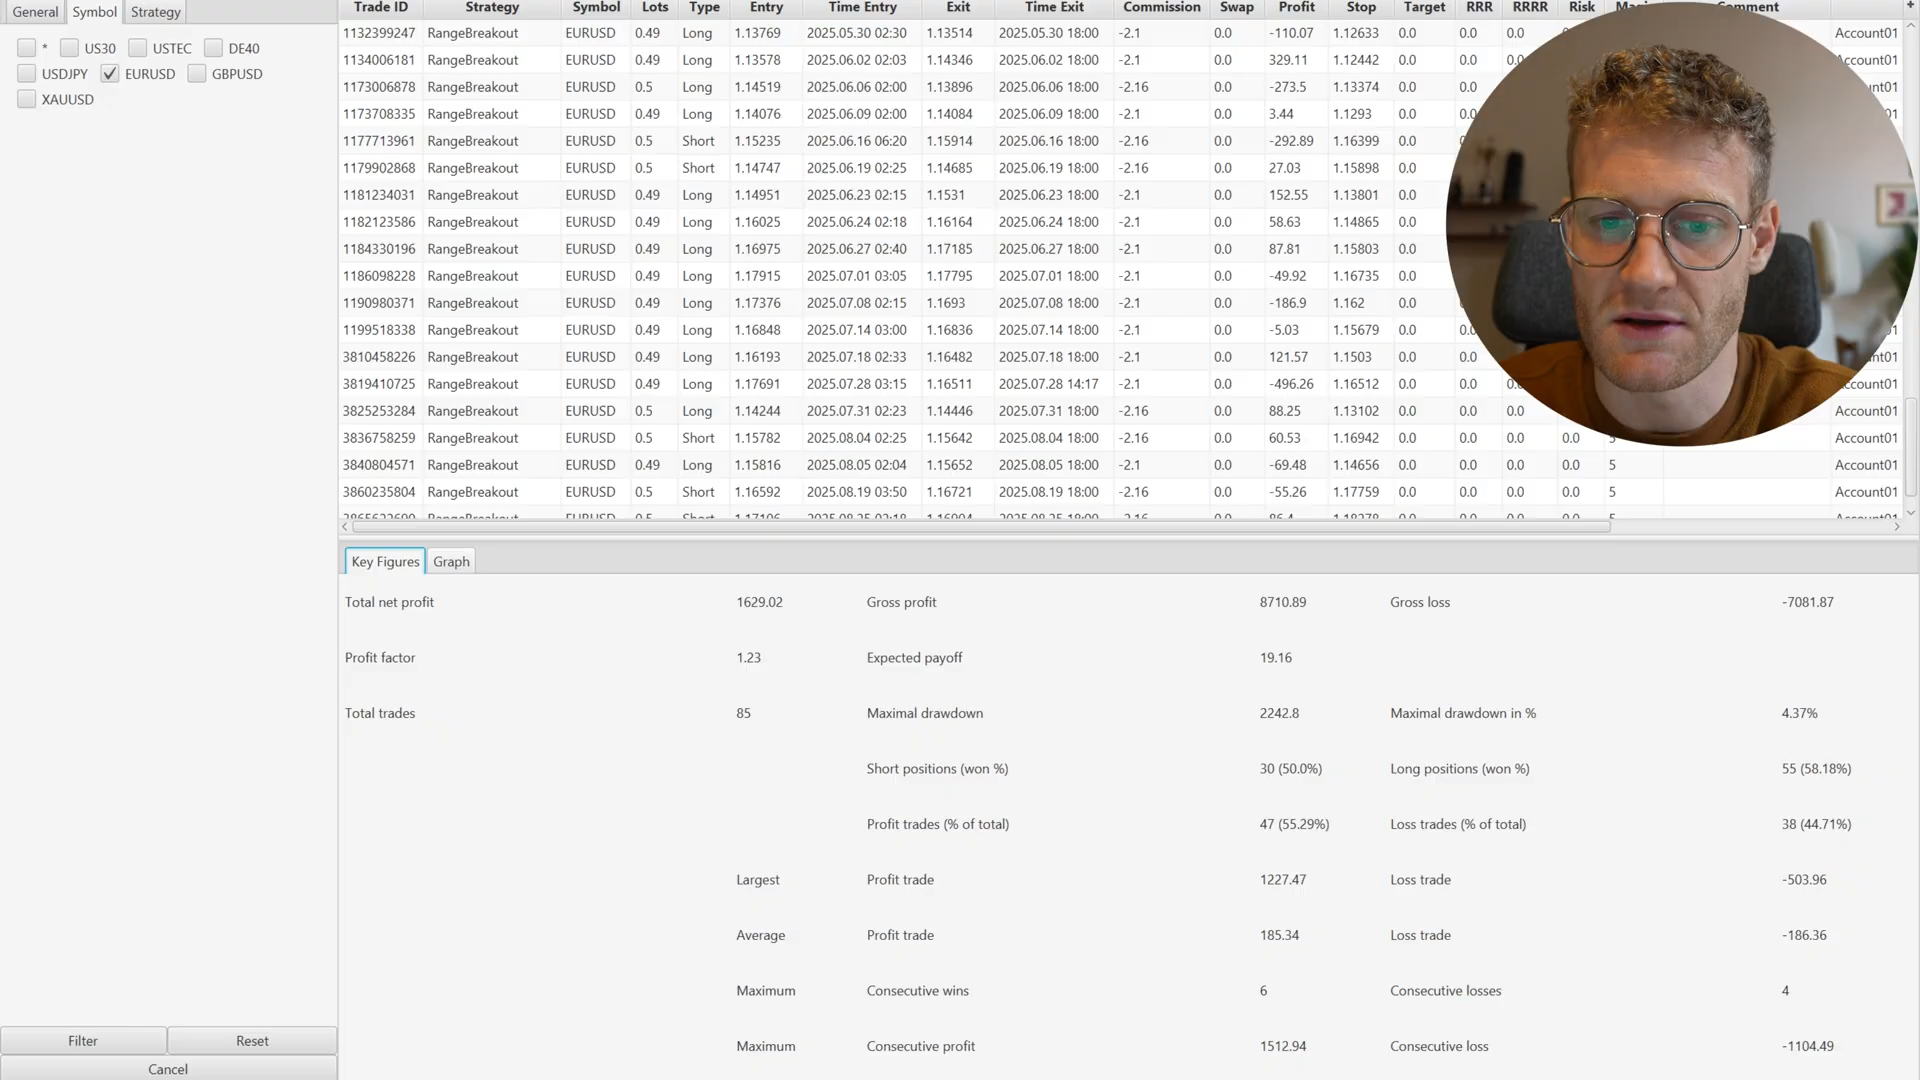 General Symbol Strategy
* US30 USTEC DE40
USDJPY EURUSD GBPUSD
XAUUSD
Filter Reset
Cancel
Trade ID Strategy Symbol Lots Type Entry Time Entry Exit Time Exit Commission Swap Profit Stop Target RRR RRRR Risk Comment
1132399247 RangeBreakout EURUSD 0.49 Long 1.13769 2025.05.30 02:30 1.13514 2025.05.30 18:00 -2.1 0.0 -110.07 1.12633 0.0 0.0 0.0 Account01
1134006181 RangeBreakout EURUSD 0.49 Long 1.13578 2025.06.02 02:03 1.14346 2025.06.02 18:00 -2.1 0.0 329.11 1.12442 0.0 0.0
1173006878 RangeBreakout EURUSD 0.5 Long 1.14519 2025.06.06 02:00 1.13896 2025.06.06 18:00 -2.16 0.0 -273.5 1.13374 0.0 0.0
1173708335 RangeBreakout EURUSD 0.49 Long 1.14076 2025.06.09 02:00 1.14084 2025.06.09 18:00 -2.1 0.0 3.44 1.1293 0.0
1177713961 RangeBreakout EURUSD 0.5 Short 1.15235 2025.06.16 06:20 1.15914 2025.06.16 18:00 -2.16 0.0 -292.89 1.16399 0.0
1179902868 RangeBreakout EURUSD 0.5 Short 1.14747 2025.06.19 02:25 1.14685 2025.06.19 18:00 -2.16 0.0 27.03 1.15898 0.0
1181234031 RangeBreakout EURUSD 0.49 Long 1.14951 2025.06.23 02:15 1.1531 2025.06.23 18:00 -2.1 0.0 152.55 1.13801 0.0
1182123586 RangeBreakout EURUSD 0.49 Long 1.16025 2025.06.24 02:18 1.16164 2025.06.24 18:00 -2.1 0.0 58.63 1.14865 0.0
1184330196 RangeBreakout EURUSD 0.49 Long 1.16975 2025.06.27 02:40 1.17185 2025.06.27 18:00 -2.1 0.0 87.81 1.15803 0.0
1186098228 RangeBreakout EURUSD 0.49 Long 1.17915 2025.07.01 03:05 1.17795 2025.07.01 18:00 -2.1 0.0 -49.92 1.16735 0.0
1190980371 RangeBreakout EURUSD 0.49 Long 1.17376 2025.07.08 02:15 1.1693 2025.07.08 18:00 -2.1 0.0 -186.9 1.162 0.0
1199518338 RangeBreakout EURUSD 0.49 Long 1.16848 2025.07.14 03:00 1.16836 2025.07.14 18:00 -2.1 0.0 -5.03 1.15679 0.0
3810458226 RangeBreakout EURUSD 0.49 Long 1.16193 2025.07.18 02:33 1.16482 2025.07.18 18:00 -2.1 0.0 121.57 1.1503 0.0 0.0
3819410725 RangeBreakout EURUSD 0.49 Long 1.17691 2025.07.28 03:15 1.16511 2025.07.28 14:17 -2.1 0.0 -496.26 1.16512 0.0 0.0
3825253284 RangeBreakout EURUSD 0.5 Long 1.14244 2025.07.31 02:23 1.14446 2025.07.31 18:00 -2.16 0.0 88.25 1.13102 0.0 0.0 0.0 Account01
3836758259 RangeBreakout EURUSD 0.5 Short 1.15782 2025.08.04 02:25 1.15642 2025.08.04 18:00 -2.16 0.0 60.53 1.16942 0.0 0.0 0.0 0.0 5 Account01
3840804571 RangeBreakout EURUSD 0.49 Long 1.15816 2025.08.05 02:04 1.15652 2025.08.05 18:00 -2.1 0.0 -69.48 1.14656 0.0 0.0 0.0 0.0 5 Account01
3860235804 RangeBreakout EURUSD 0.5 Short 1.16592 2025.08.19 03:50 1.16721 2025.08.19 18:00 -2.16 0.0 -55.26 1.17759 0.0 0.0 0.0 0.0 5 Account01
Key Figures Graph
Total net profit 1629.02 Gross profit 8710.89 Gross loss -7081.87
Profit factor 1.23 Expected payoff 19.16
Total trades 85 Maximal drawdown 2242.8 Maximal drawdown in % 4.37%
Short positions (won %) 30 (50.0%) Long positions (won %) 55 (58.18%)
Profit trades (% of total) 47 (55.29%) Loss trades (% of total) 38 (44.71%)
Largest Profit trade 1227.47 Loss trade -503.96
Average Profit trade 185.34 Loss trade -186.36
Maximum Consecutive wins 6 Consecutive losses 4
Maximum Consecutive profit 1512.94 Consecutive loss -1104.49